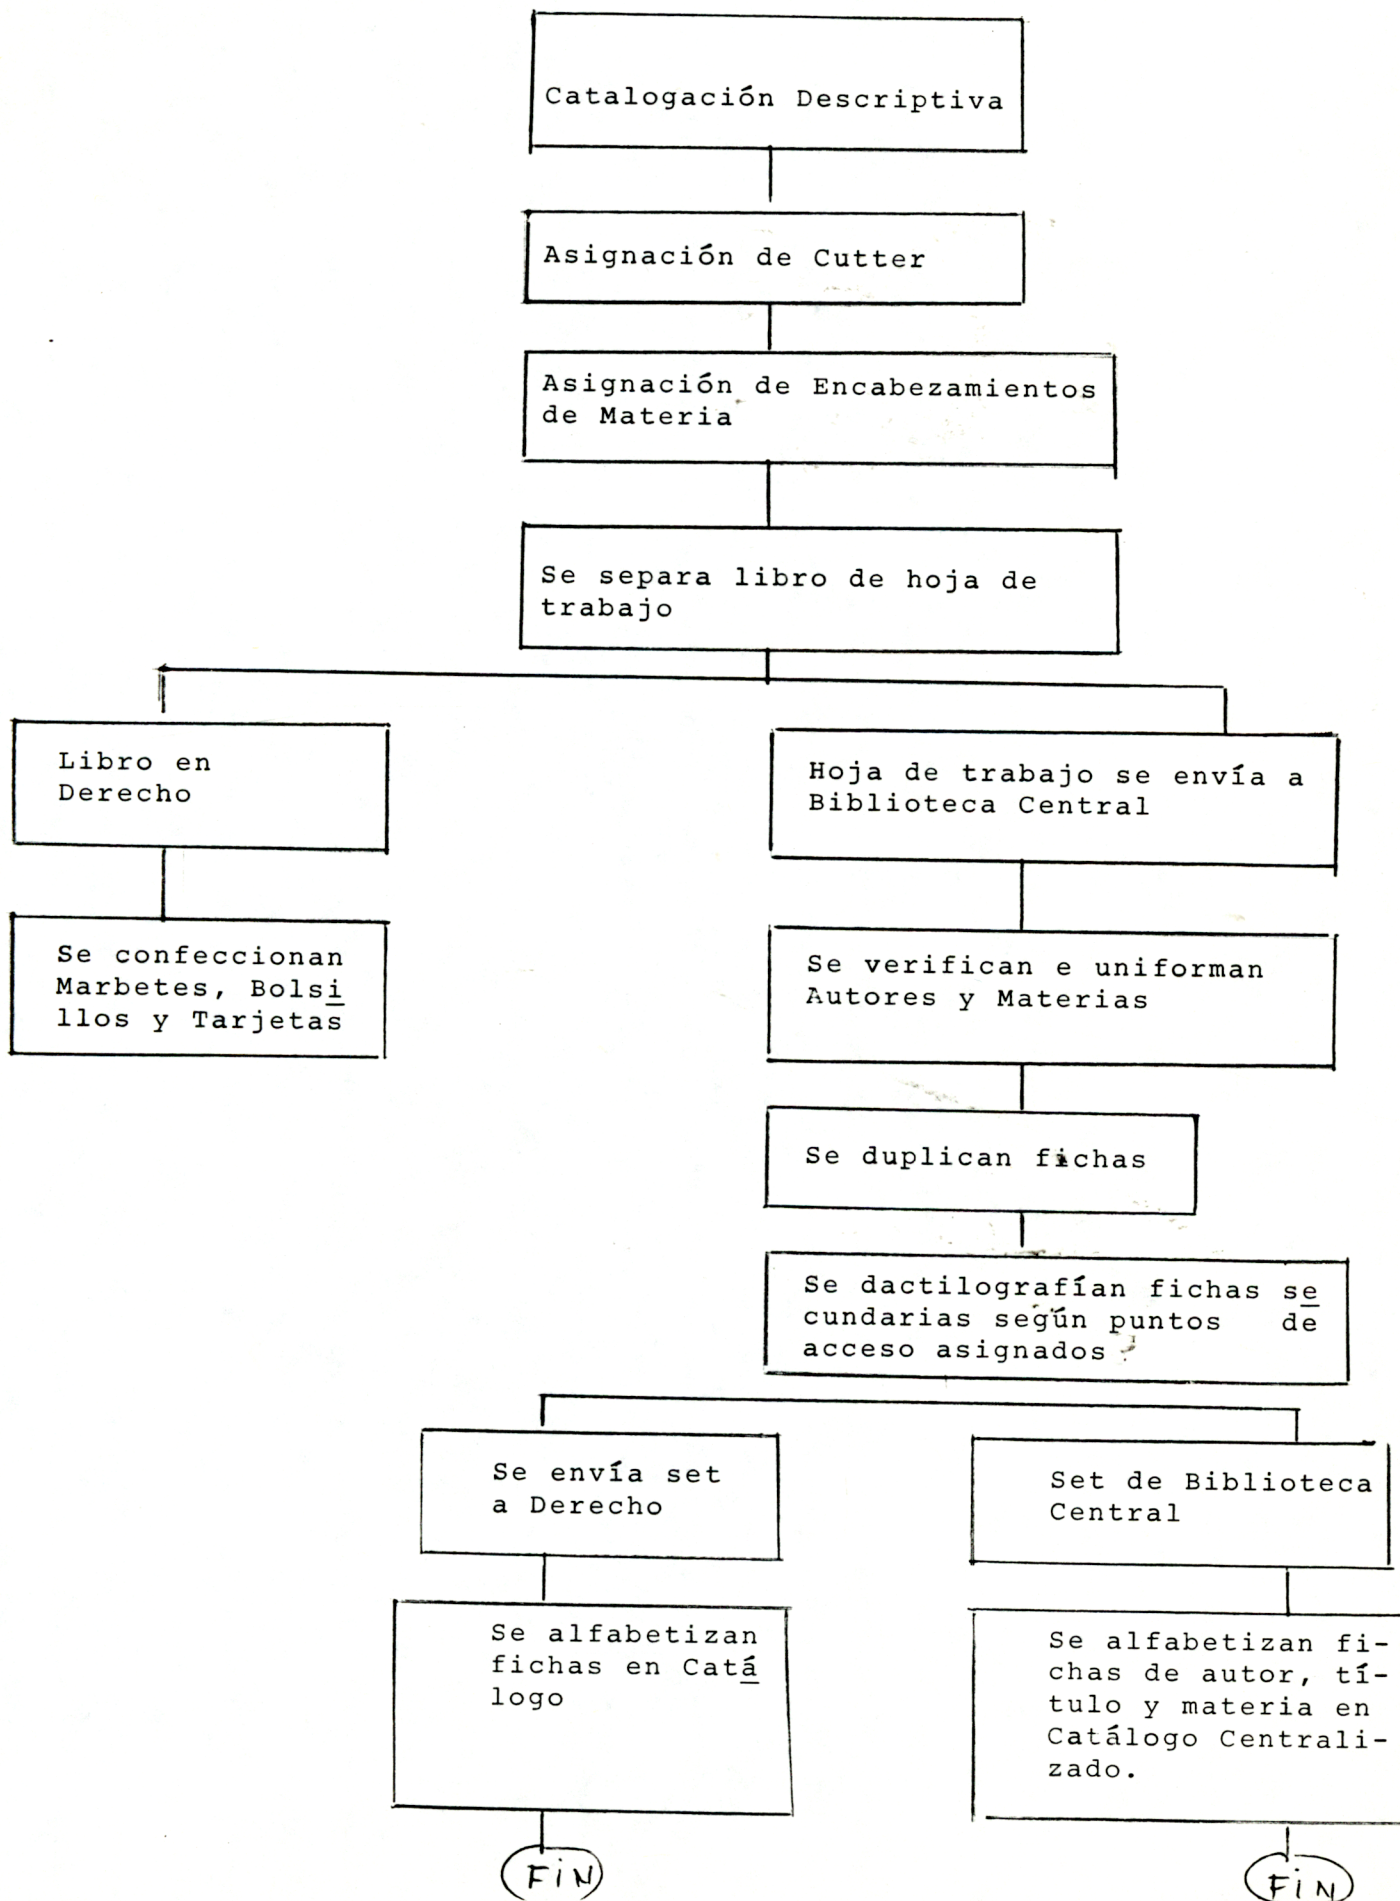 Catalogación Descriptiva
Asignación de Cutter
Asignación de Encabezamientos
de Materia
Se separa libro de hoja de
trabajo
Libro en
Derecho
Se confeccionan
Marbetes, Bolsi
llos y Tarjetas
Hoja de trabajo se envía a
Biblioteca Central
Se verifican e uniforman
Autores y Materias
Se duplican fichas
Se dactilografían fichas se
cundarias según puntos de
acceso asignados
Se envía set
a Derecho
Se alfabetizan
fichas en Catá
logo
FiN
Set de Biblioteca
Central
Se alfabetizan fi-
chas de autor, tí-
tulo y materia en
Catálogo Centrali-
zado.
FiN